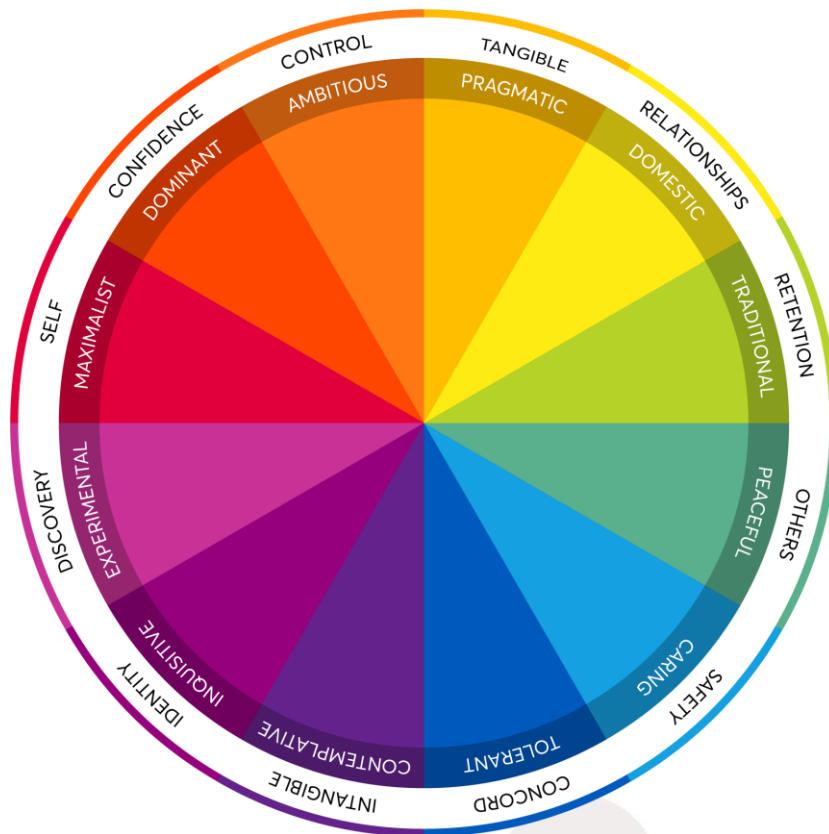 CONTROL
AMBITIOUS
TANGIBLE
PRAGMATIC
RELATIONSHIPS
DOMESTIC
RETENTION
TRADITIONAL
OTHERS
PEACEFUL
SAFETY
CARING
CONCORD
TOLERANT
INTANGIBLE
CONTEMPLATIVE
IDENTITY
INQUISITIVE
DISCOVERY
EXPERIMENTAL
SELF
MAXIMALIST
CONFIDENCE
DOMINANT